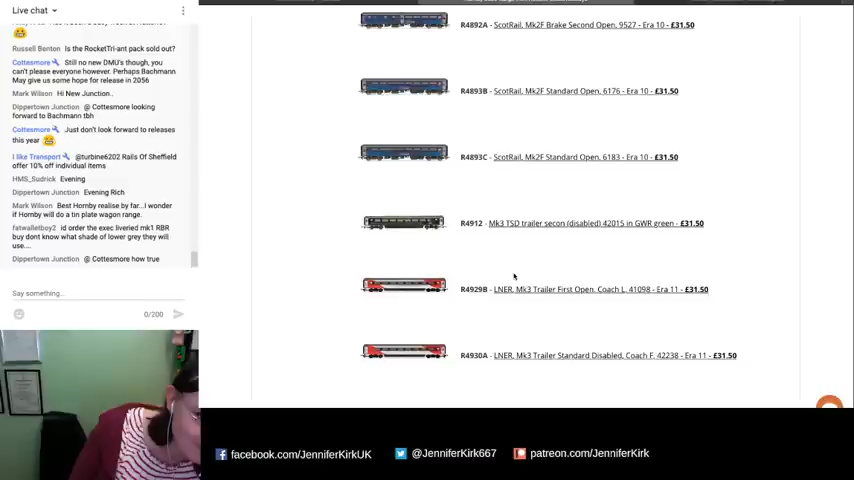 Live chat
Russell Benton Is the RocketTri-ant pack sold out?
Cottesmore Still no new DMU's though, you
can't please everyone however. Perhaps Bachmann
May give us some hope for release in 2056
Mark Wilson Hi New Junction..
Dippertown Junction @ Cottesmore looking
forward to Bachmann tbh
Cottesmore Just don't look forward to releases
this year
I like Transport @turbine6202 Rails Of Sheffield
offer 10% off individual items
HMS_Sudrick Evening
Dippertown Junction Evening Rich
Mark Wilson Best Hornby realise by far...I wonder
if Hornby will do a tin plate wagon range.
fatwalletboy2 id order the exec liveried mk1 RBR
buy dont know what shade of lower grey they will
use....
Dippertown Junction @ Cottesmore how true
Say something...
0/200
R4892A - ScotRail, Mk2F Brake Second Open, 9527 - Era 10 - £31.50
R4893B - ScotRail, Mk2F Standard Open, 6176 - Era 10 - £31.50
R4893C - ScotRail, Mk2F Standard Open, 6183 - Era 10 - £31.50
R4912 - Mk3 TSD trailer secon (disabled) 42015 in GWR green - £31.50
R4929B - LNER, Mk3 Trailer First Open, Coach L, 41098 - Era 11 - £31.50
R4930A - LNER, Mk3 Trailer Standard Disabled, Coach F, 42238 - Era 11 - £31.50
facebook.com/JenniferKirkUK
@JenniferKirk667
patreon.com/JenniferKirk